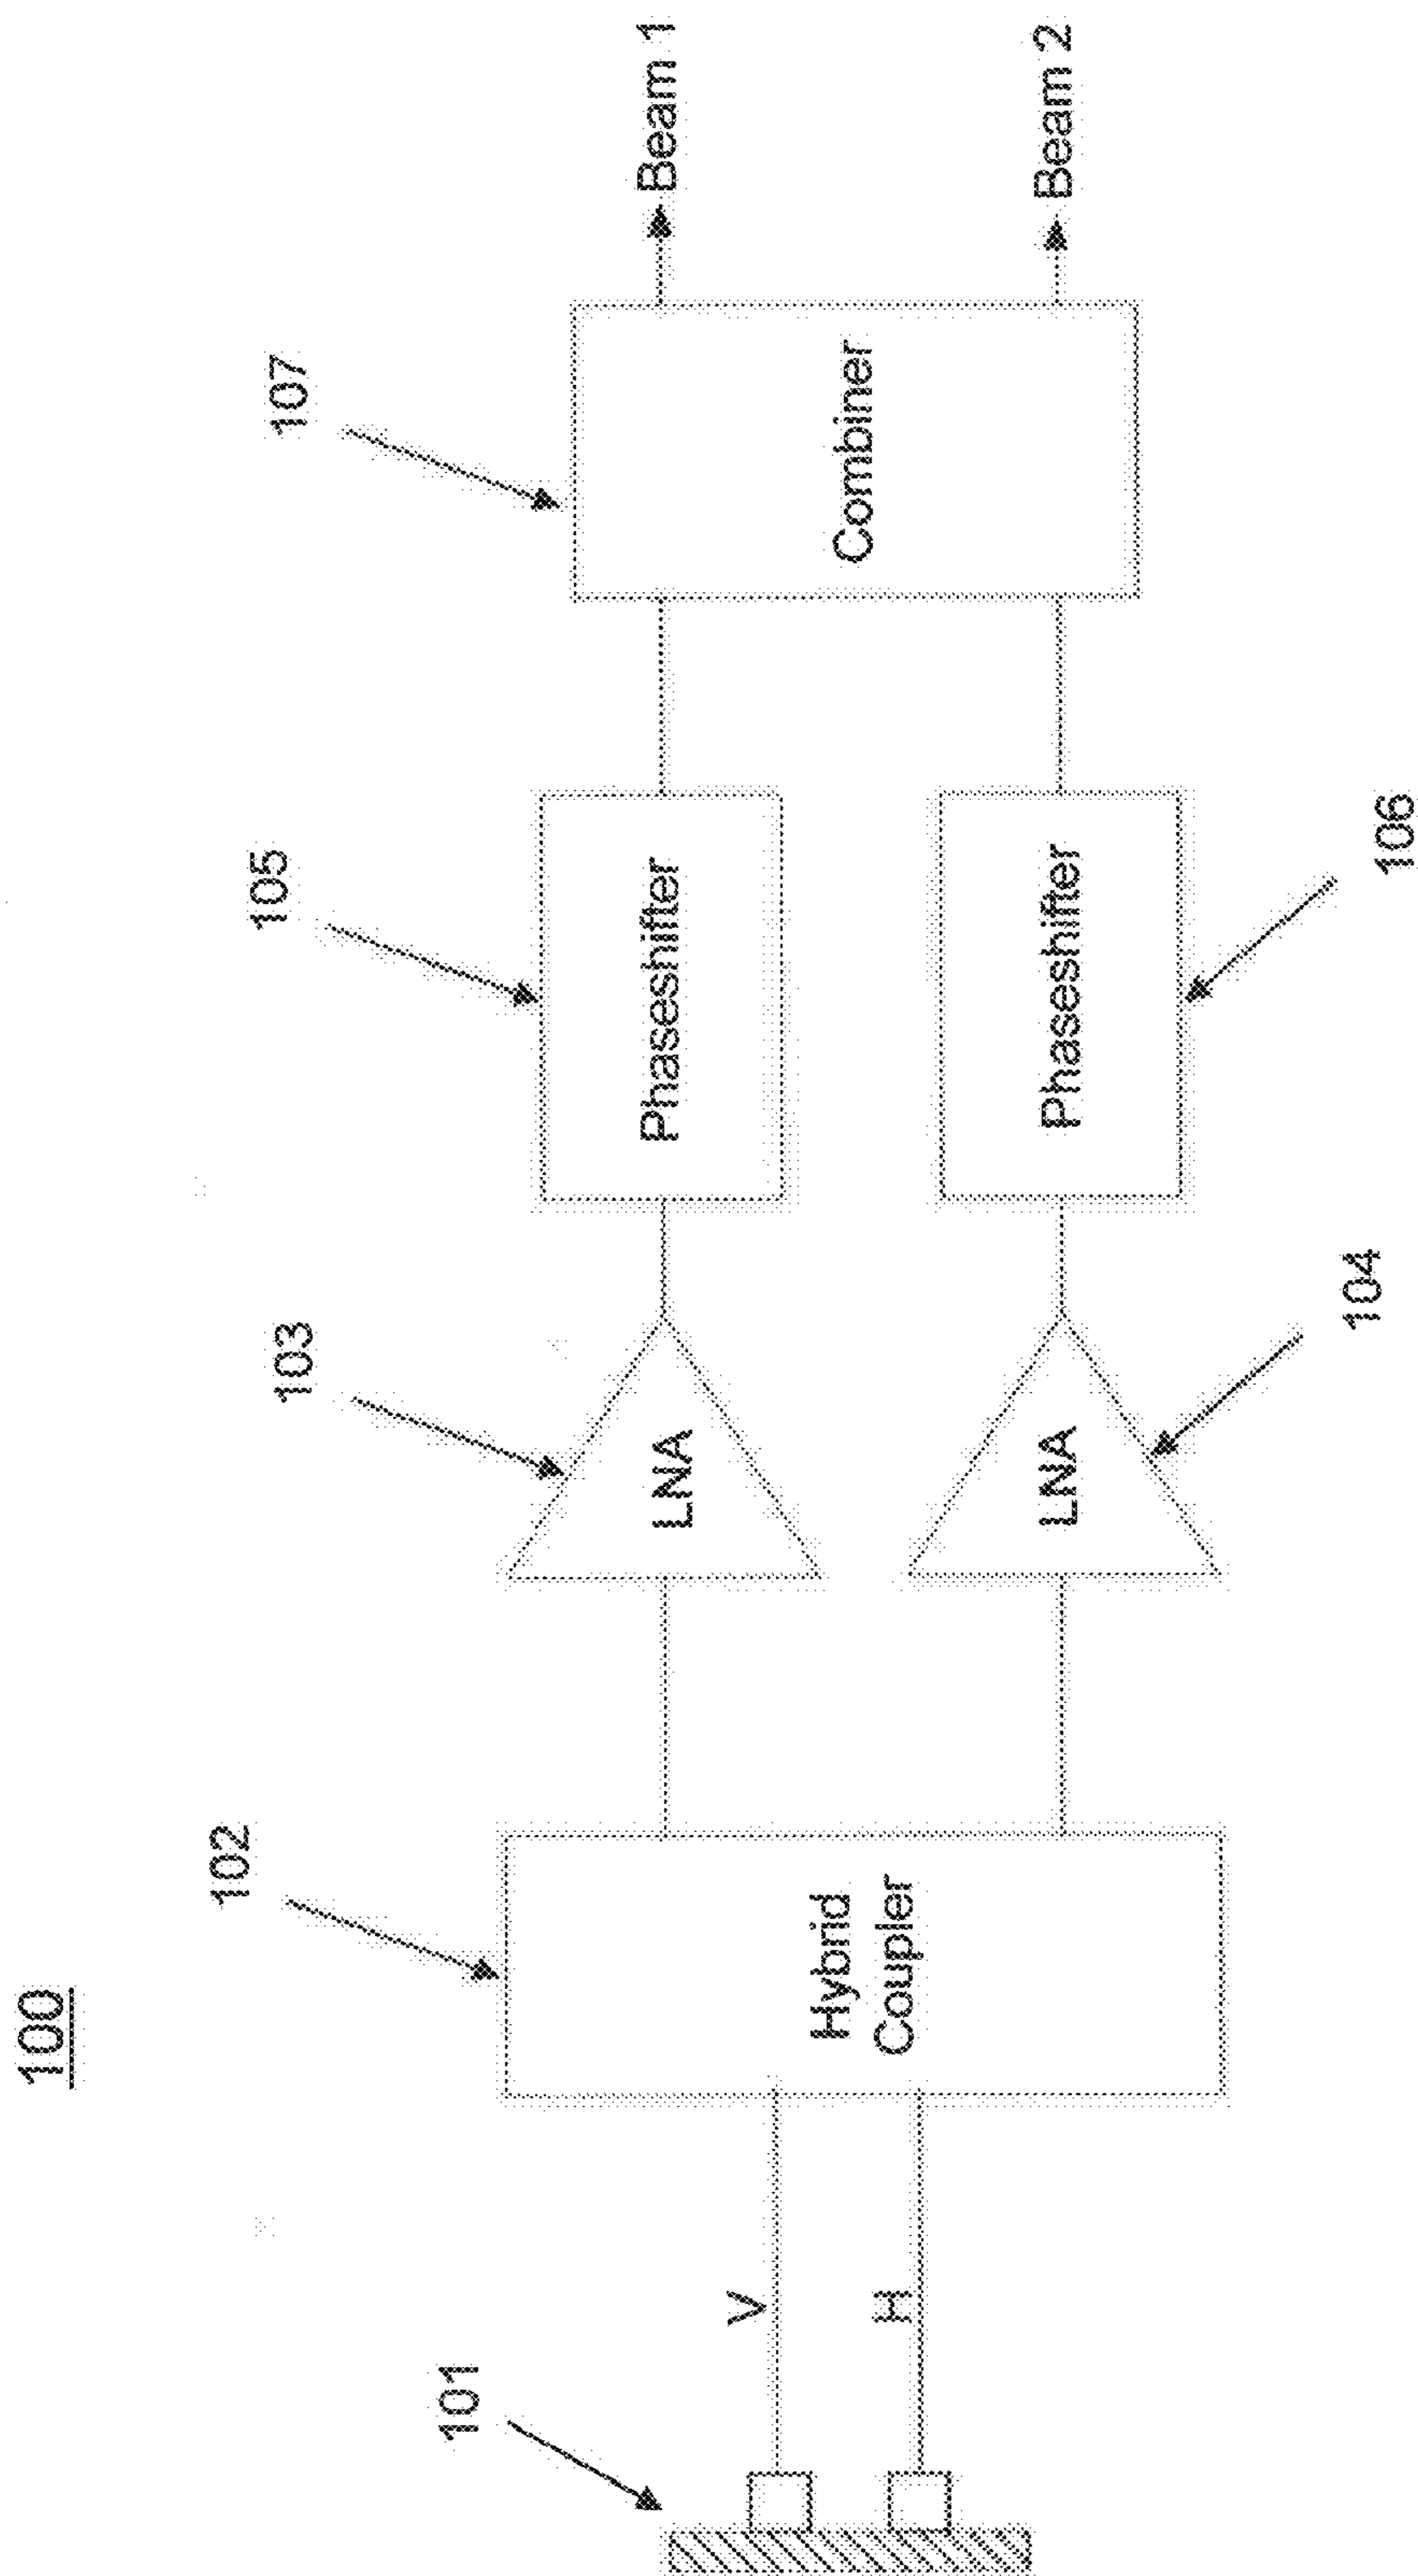 100
101
V
H
102
Hybrid
Coupler
103
LNA
LNA
104
105
Phaseshifter
Phaseshifter
106
107
Combiner
Beam 1
Beam 2